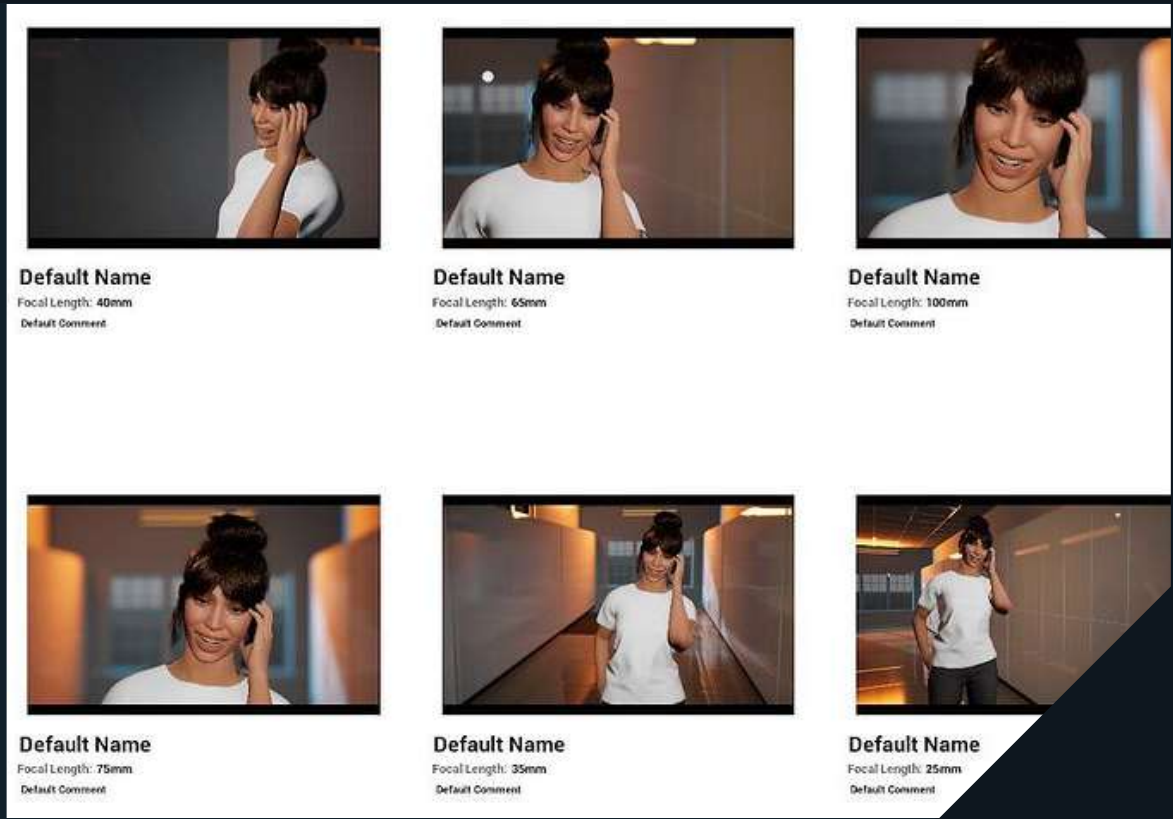 Default Name
Focal Length: 40mm
Default Comment
Default Name
Focal Length: 65mm
Default Comment
Default Name
Focal Length: 100mm
Default Comment
Default Name
Focal Length: 75mm
Default Comment
Default Name
Focal Length: 35mm
Default Comment
Default Name
Focal Length: 25mm
Default Comment